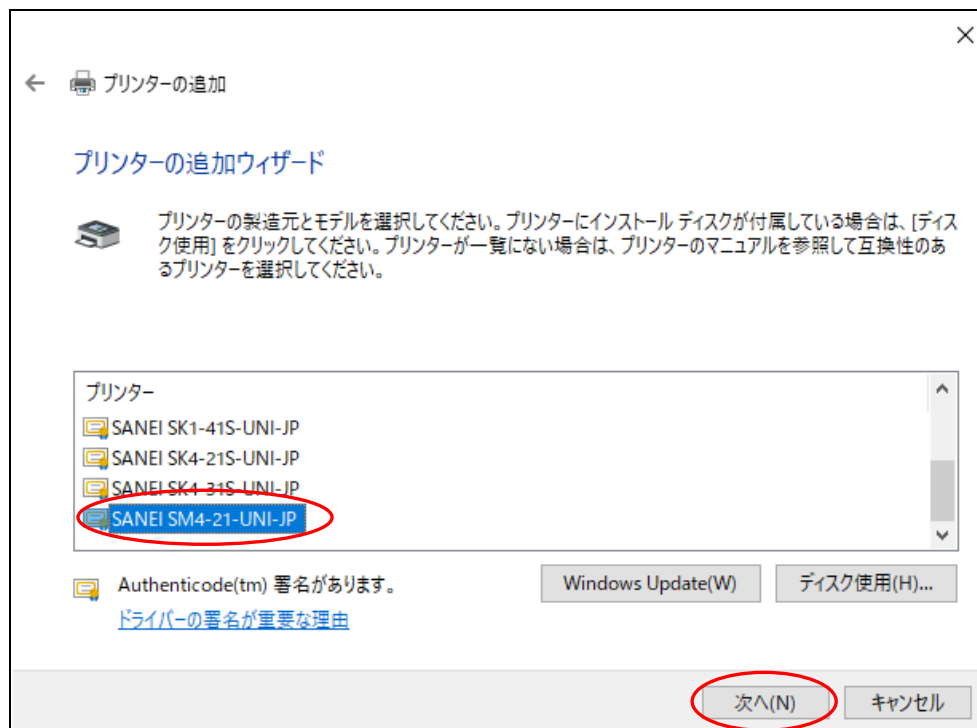 プリンターの追加
プリンターの追加ウィザード
プリンターの製造元とモデルを選択してください。プリンターにインストール ディスクが付属している場合は、[ディス
ク使用] をクリックしてください。プリンターが一覧にない場合は、プリンターのマニュアルを参照して互換性のあ
るプリンターを選択してください。
プリンター
SANEI SK1-41S-UNI-JP
SANEI SK4-21S-UNI-JP
SANEI SK4-31S-UNI-JP
SANEI SM4-21-UNI-JP
Authenticode(tm) 署名があります。
Windows Update(W)
ディスク使用(H)...
ドライバーの署名が重要な理由
次へ(N)
キャンセル